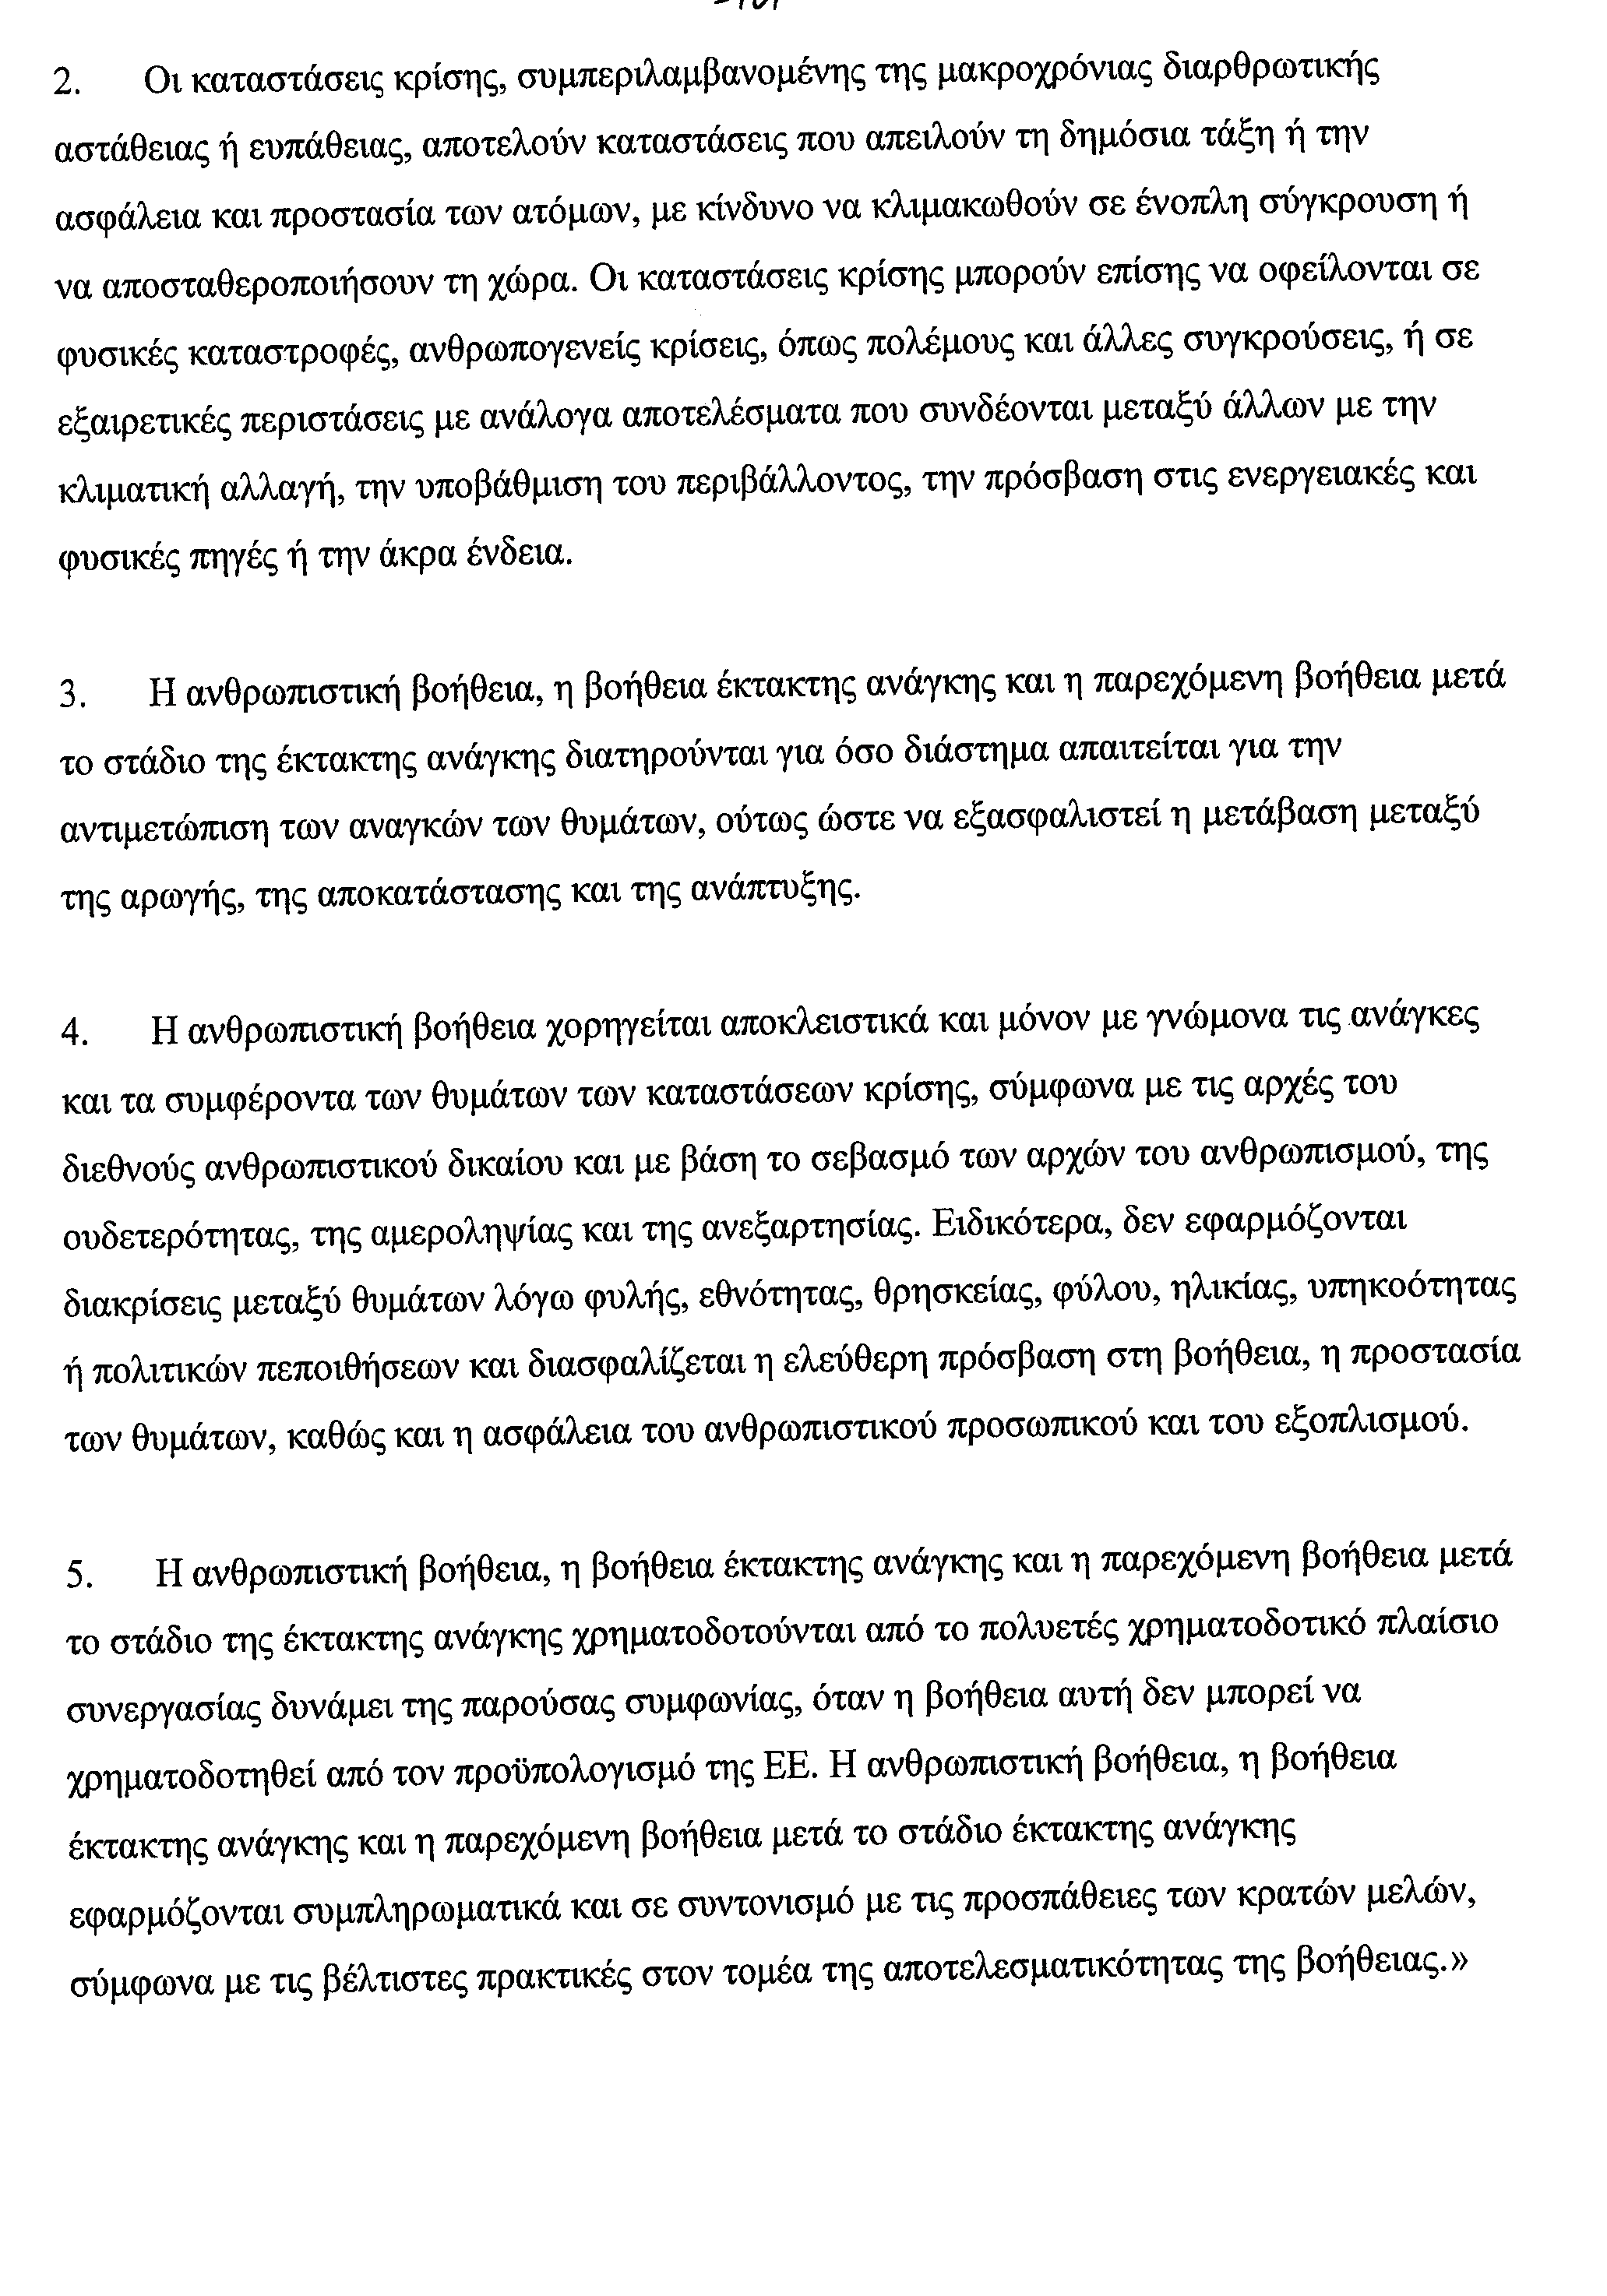 2. Οι καταστάσεις κρίσης, συμπεριλαμβανομένης της μακροχρόνιας διαρθρωτικής
αστάθειας ή ευπάθειας, αποτελούν καταστάσεις που απειλούν τη δημόσια τάξη ή την
ασφάλεια και προστασία των ατόμων, με κίνδυνο να κλιμακωθούν σε ένοπλη σύγκρουση ή
να αποσταθεροποιήσουν τη χώρα. Οι καταστάσεις κρίσης μπορούν επίσης να οφείλονται σε
φυσικές καταστροφές, ανθρωπογενείς κρίσεις, όπως πολέμους και άλλες συγκρούσεις, ή σε
εξαιρετικές περιστάσεις με ανάλογα αποτελέσματα που συνδέονται μεταξύ άλλων με την
κλιματική αλλαγή, την υποβάθμιση του περιβάλλοντος, την πρόσβαση στις ενεργειακές και
φυσικές πηγές ή την άκρα ένδεια.
3. Η ανθρωπιστική βοήθεια, η βοήθεια έκτακτης ανάγκης και η παρεχόμενη βοήθεια μετά
το στάδιο της έκτακτης ανάγκης διατηρούνται για όσο διάστημα απαιτείται για την
αντιμετώπιση των αναγκών των θυμάτων, ούτως ώστε να εξασφαλιστεί η μετάβαση μεταξύ
της αρωγής, της αποκατάστασης και της ανάπτυξης.
4. Η ανθρωπιστική βοήθεια χορηγείται αποκλειστικά και μόνον με γνώμονα τις ανάγκες
και τα συμφέροντα των θυμάτων των καταστάσεων κρίσης, σύμφωνα με τις αρχές του
διεθνούς ανθρωπιστικού δικαίου και με βάση το σεβασμό των αρχών του ανθρωπισμού, της
ουδετερότητας, της αμεροληψίας και της ανεξαρτησίας. Ειδικότερα, δεν εφαρμόζονται
διακρίσεις μεταξύ θυμάτων λόγω φυλής, εθνότητας, θρησκείας, φύλου, ηλικίας, υπηκοότητας
ή πολιτικών πεποιθήσεων και διασφαλίζεται η ελεύθερη πρόσβαση στη βοήθεια, η προστασία
των θυμάτων, καθώς και η ασφάλεια του ανθρωπιστικού προσωπικού και του εξοπλισμού.
5. Η ανθρωπιστική βοήθεια, η βοήθεια έκτακτης ανάγκης και η παρεχόμενη βοήθεια μετά
το στάδιο της έκτακτης ανάγκης χρηματοδοτούνται από το πολυετές χρηματοδοτικό πλαίσιο
συνεργασίας δυνάμει της παρούσας συμφωνίας, όταν η βοήθεια αυτή δεν μπορεί να
χρηματοδοτηθεί από τον προϋπολογισμό της ΕΕ. Η ανθρωπιστική βοήθεια, η βοήθεια
έκτακτης ανάγκης και η παρεχόμενη βοήθεια μετά το στάδιο έκτακτης ανάγκης
εφαρμόζονται συμπληρωματικά και σε συντονισμό με τις προσπάθειες των κρατών μελών,
σύμφωνα με τις βέλτιστες πρακτικές στον τομέα της αποτελεσματικότητας της βοήθειας.»